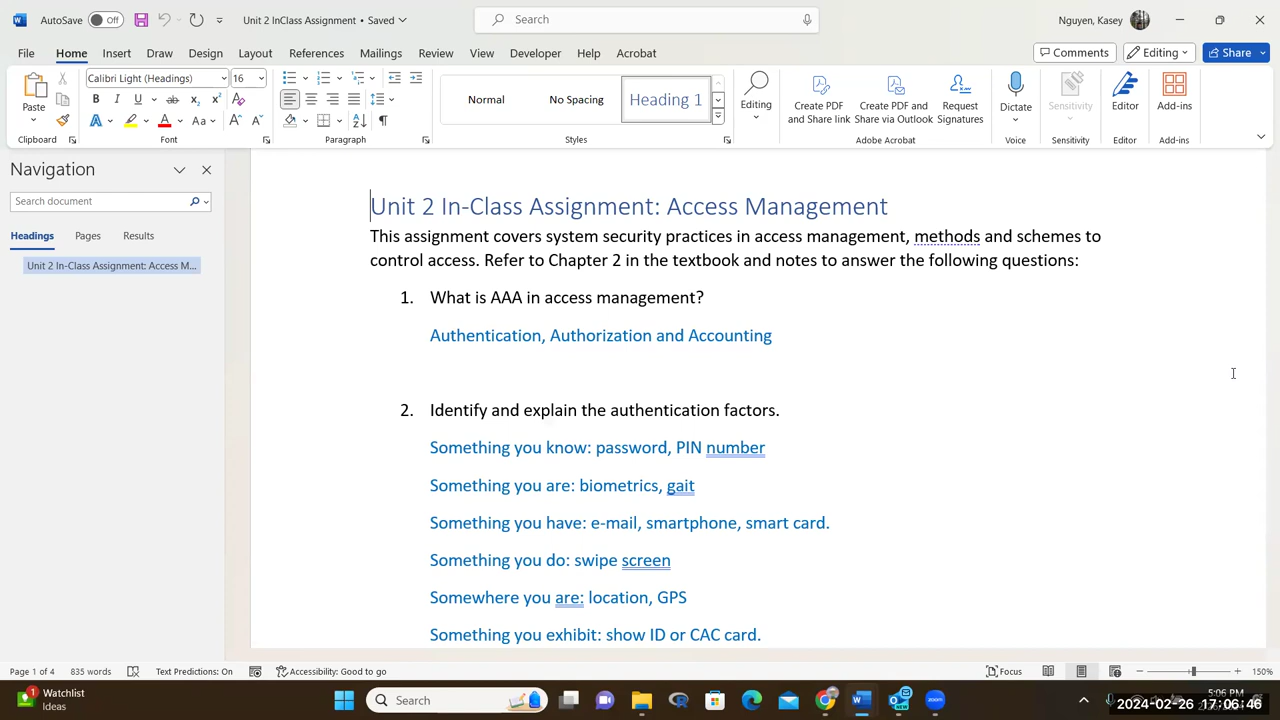 AutoSave Off Unit 2 InClass Assignment • Saved Search Nguyen, Kasey
File Home Insert Draw Design Layout References Mailings Review View Developer Help Acrobat Comments Editing Share
Calibri Light (Headings) 16
Paste
B I U ab x₂ x²
A A Aa A A
Normal No Spacing Heading 1
Editing
Create PDF and Share link
Create PDF and Share via Outlook
Request Signatures
Dictate
Sensitivity
Editor
Add-ins
Clipboard Font Paragraph Styles Adobe Acrobat Voice Sensitivity Editor Add-ins
Navigation
Search document
Headings Pages Results
Unit 2 In-Class Assignment: Access M...
Unit 2 In-Class Assignment: Access Management
This assignment covers system security practices in access management, methods and schemes to
control access. Refer to Chapter 2 in the textbook and notes to answer the following questions:
1. What is AAA in access management?
Authentication, Authorization and Accounting
2. Identify and explain the authentication factors.
Something you know: password, PIN number
Something you are: biometrics, gait
Something you have: e-mail, smartphone, smart card.
Something you do: swipe screen
Somewhere you are: location, GPS
Something you exhibit: show ID or CAC card.
Page 1 of 4 835 words Text Predictions: On Accessibility: Good to go Focus 150%
1 Watchlist
Ideas
Search
5:06 PM
2024-02-26 17:06:46